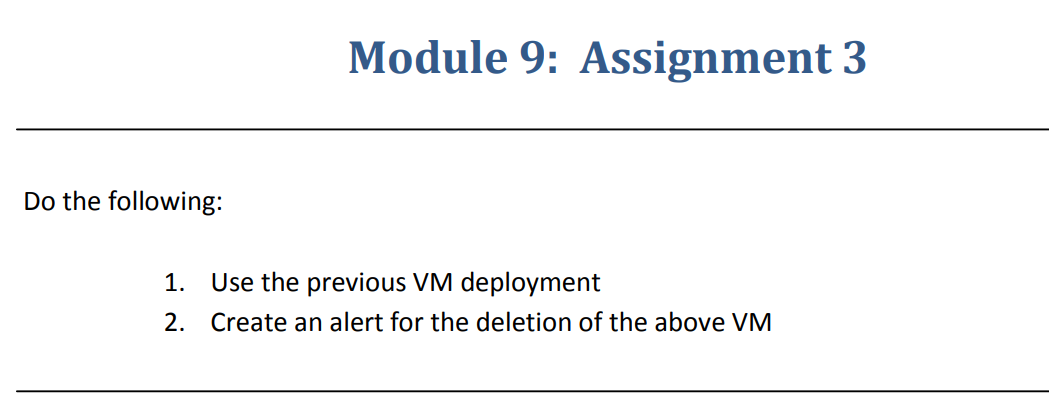 Module 9:  Assignment 3
Do the following:
1. Use the previous VM deployment
2. Create an alert for the deletion of the above VM